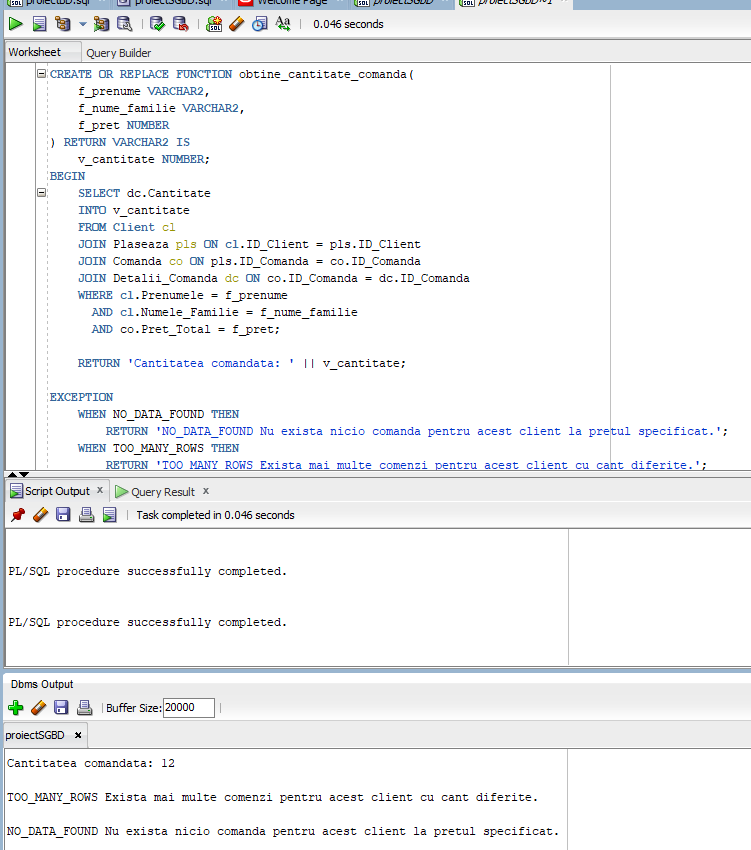 proiectBD.sql
proiectSGBD.sql
Welcome Page
proiectSGBD
proiectSGBD~1
0.046 seconds
Worksheet
Query Builder
CREATE OR REPLACE FUNCTION obtine_cantitate_comanda(
f_prenume VARCHAR2,
f_nume_familie VARCHAR2,
f_pret NUMBER
) RETURN VARCHAR2 IS
v_cantitate NUMBER;
BEGIN
SELECT dc.Cantitate
INTO v_cantitate
FROM Client cl
JOIN Plaseaza pls ON cl.ID_Client = pls.ID_Client
JOIN Comanda co ON pls.ID_Comanda = co.ID_Comanda
JOIN Detalii_Comanda dc ON co.ID_Comanda = dc.ID_Comanda
WHERE cl.Prenumele = f_prenume
AND cl.Numele_Familie = f_nume_familie
AND co.Pret_Total = f_pret;
RETURN 'Cantitatea comandata: ' || v_cantitate;
EXCEPTION
WHEN NO_DATA_FOUND THEN
RETURN 'NO_DATA_FOUND Nu exista nicio comanda pentru acest client la pretul specificat.';
WHEN TOO_MANY_ROWS THEN
RETURN 'TOO_MANY_ROWS Exista mai multe comenzi pentru acest client cu cant diferite.';
Script Output x
Query Result x
Task completed in 0.046 seconds
PL/SQL procedure successfully completed.
PL/SQL procedure successfully completed.
Dbms Output
Buffer Size: 20000
proiectSGBD x
Cantitatea comandata: 12
TOO_MANY_ROWS Exista mai multe comenzi pentru acest client cu cant diferite.
NO_DATA_FOUND Nu exista nicio comanda pentru acest client la pretul specificat.